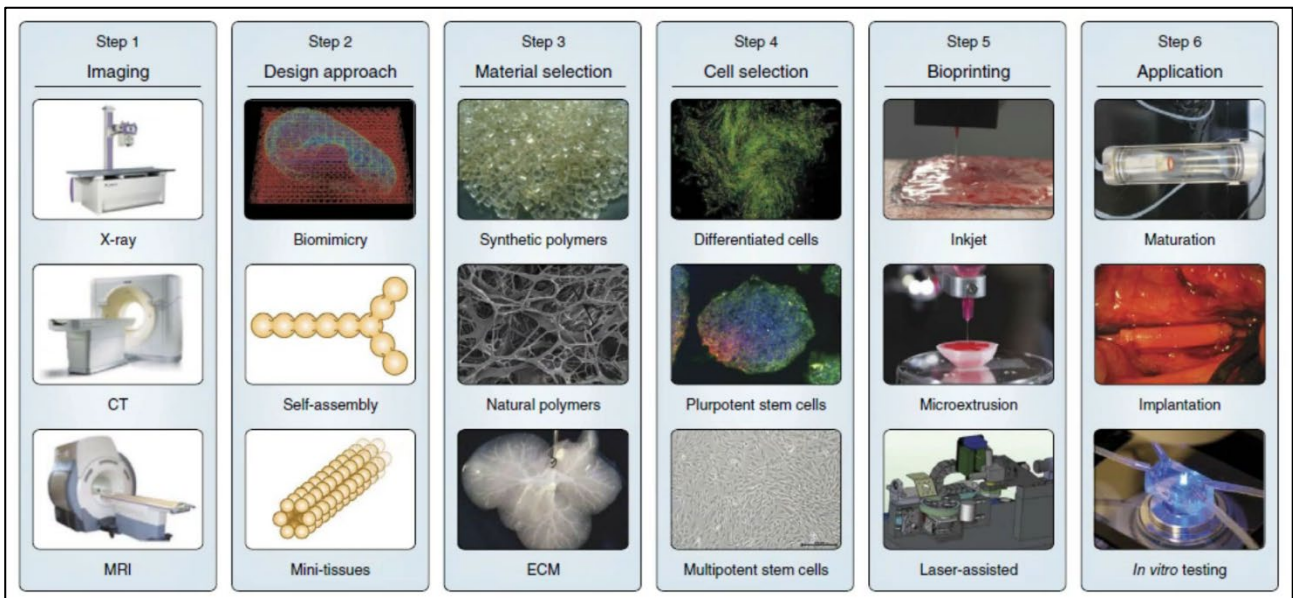 Step 1
Imaging
X-ray
CT
MRI
Step 2
Design approach
Biomimicry
Self-assembly
Mini-tissues
Step 3
Material selection
Synthetic polymers
Natural polymers
ECM
Step 4
Cell selection
Differentiated cells
Plurpotent stem cells
Multipotent stem cells
Step 5
Bioprinting
Inkjet
Microextrusion
Laser-assisted
Step 6
Application
Maturation
Implantation
In vitro testing